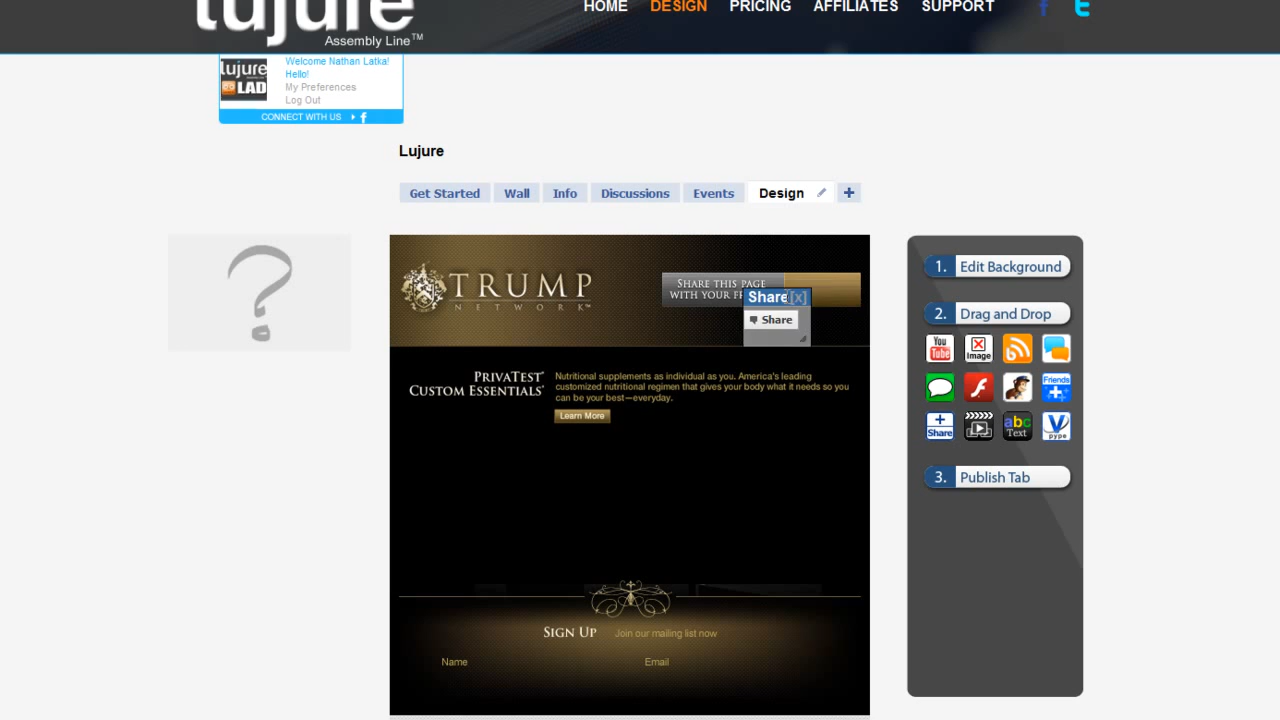 lujure
Assembly Line™
HOME DESIGN PRICING AFFILIATES SUPPORT f t
lujure
LAD
Welcome Nathan Latka!
Hello!
My Preferences
Log Out
CONNECT WITH US f
Lujure
Get Started Wall Info Discussions Events Design +
?
TRUMP
NETWORK™
SHARE THIS PAGE
WITH YOUR FR
Share[x]
Share
PRIVATEST®
CUSTOM ESSENTIALS®
Nutritional supplements as individual as you. America's leading
customized nutritional regimen that gives your body what it needs so you
can be your best—everyday.
Learn More
SIGN UP Join our mailing list now
Name Email
1. Edit Background
2. Drag and Drop
You Tube
Image
Friends
+
Share
abc
Text
V
pype
3. Publish Tab